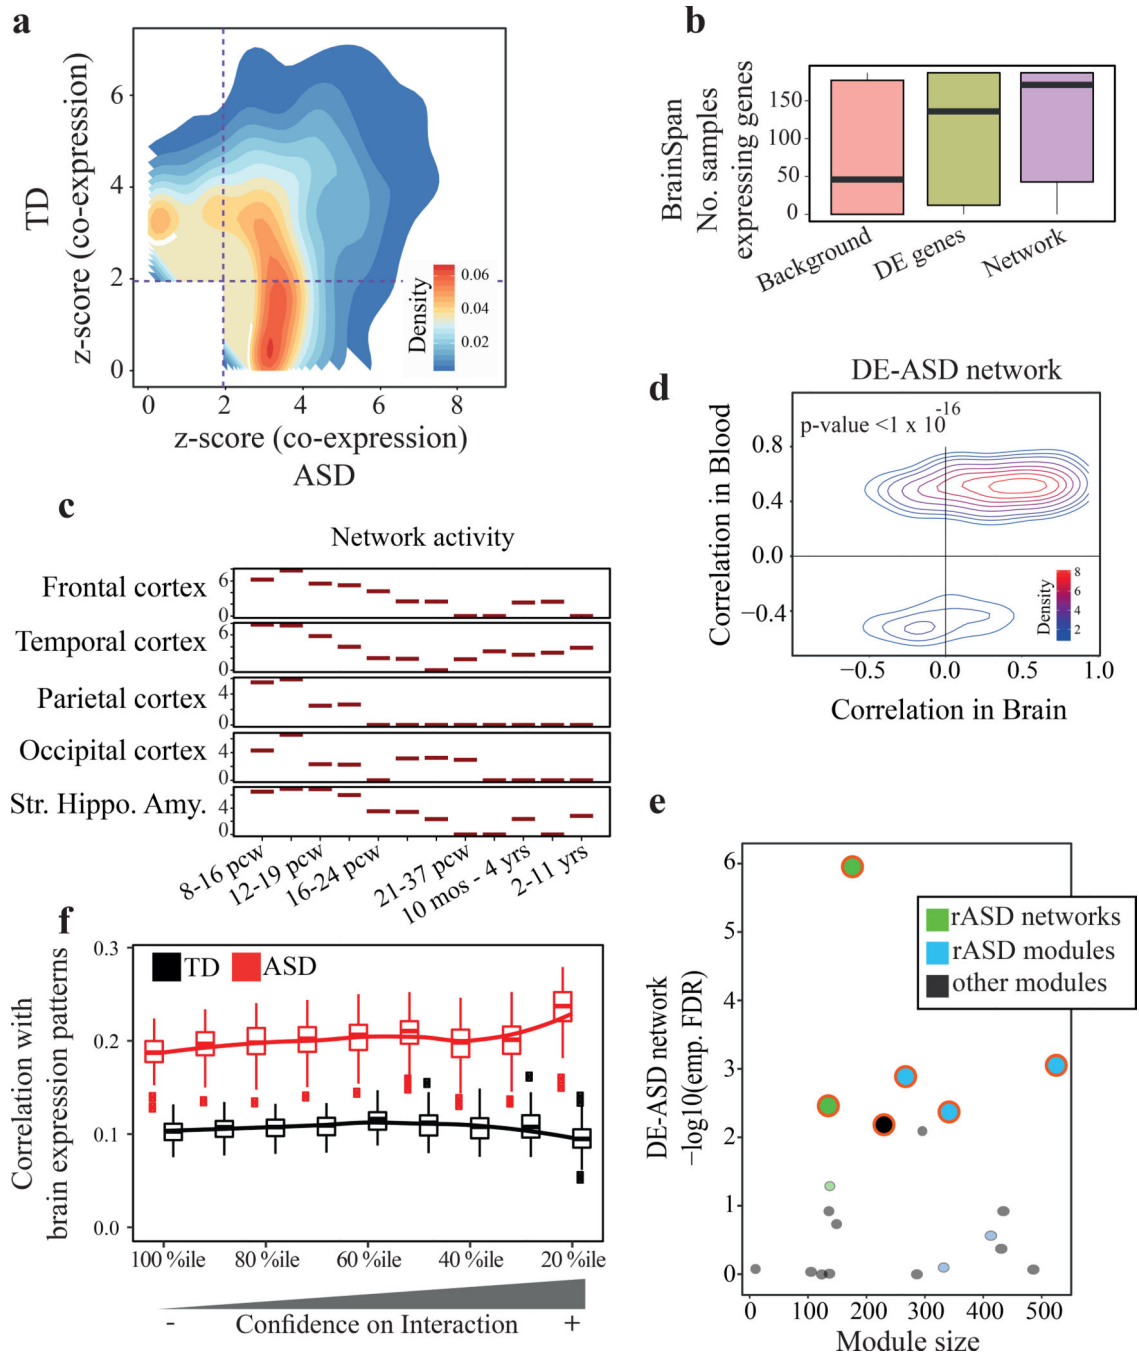 a
TD
z-score (co-expression)
6
4
2
0
0 2 4 6 8
z-score (co-expression)
ASD
Density
0.06
0.04
0.02
b
BrainSpan
No. samples
expressing genes
150
100
50
0
Background
DE genes
Network
c
Network activity
Frontal cortex
6
0
Temporal cortex
6
0
Parietal cortex
4
0
Occipital cortex
4
0
Str. Hippo. Amy.
4
0
8-16 pcw
12-19 pcw
16-24 pcw
21-37 pcw
10 mos - 4 yrs
2-11 yrs
d
DE-ASD network
p-value <1 x 10-16
Correlation in Blood
0.8
0.4
0.0
−0.4
Density
8
6
4
2
−0.5 0.0 0.5 1.0
Correlation in Brain
e
DE-ASD network
−log10(emp. FDR)
6
5
4
3
2
1
0
rASD networks
rASD modules
other modules
0 100 200 300 400 500
Module size
f
Correlation with
brain expression patterns
0.3
0.2
0.1
0.0
TD ASD
100 %ile 80 %ile 60 %ile 40 %ile 20 %ile
- Confidence on Interaction +